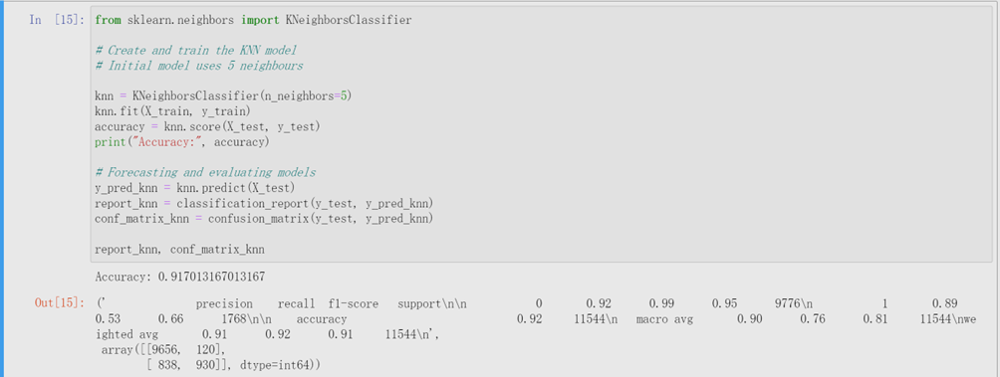 In [15]: from sklearn.neighbors import KNeighborsClassifier
# Create and train the KNN model
# Initial model uses 5 neighbours
knn = KNeighborsClassifier(n_neighbors=5)
knn.fit(X_train, y_train)
accuracy = knn.score(X_test, y_test)
print("Accuracy:", accuracy)
# Forecasting and evaluating models
y_pred_knn = knn.predict(X_test)
report_knn = classification_report(y_test, y_pred_knn)
conf_matrix_knn = confusion_matrix(y_test, y_pred_knn)
report_knn, conf_matrix_knn
Accuracy: 0.917013167013167
Out[15]: (' precision recall f1-score support\n\n 0 0.92 0.99 0.95 9776\n 1 0.89
0.53 0.66 1768\n\n accuracy 0.92 11544\n macro avg 0.90 0.76 0.81 11544\nwe
ighted avg 0.91 0.92 0.91 11544\n',
array([[9656, 120],
[ 838, 930]], dtype=int64))